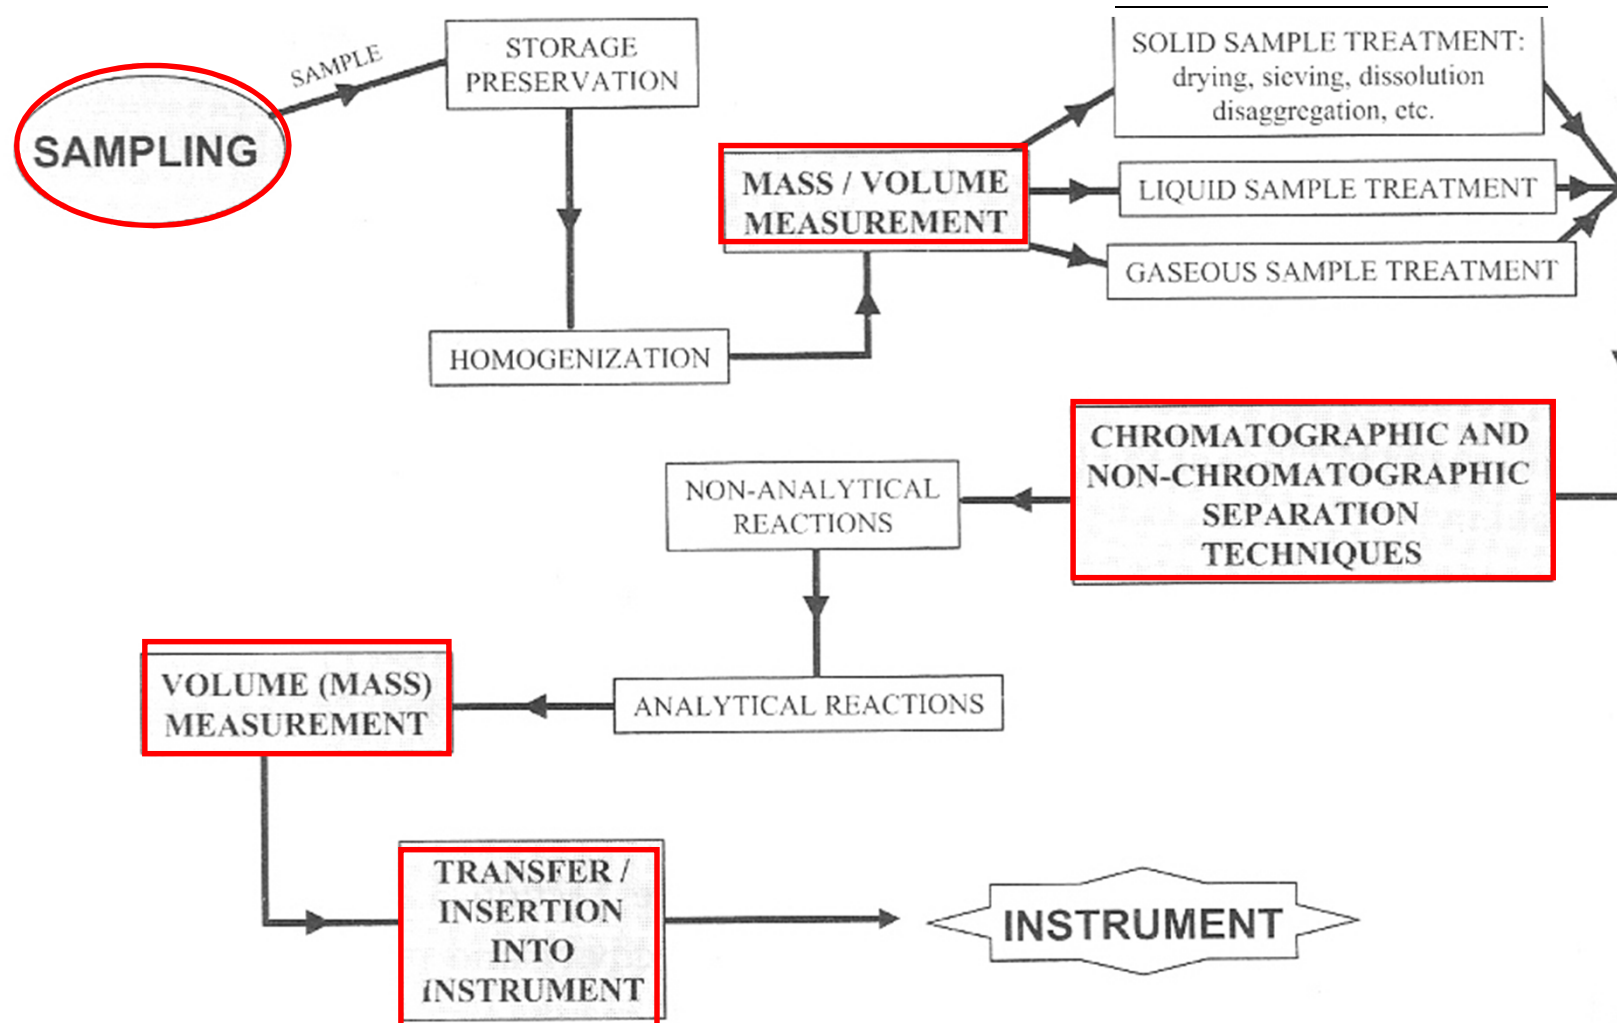 SAMPLING
SAMPLE
STORAGE
PRESERVATION
HOMOGENIZATION
MASS / VOLUME
MEASUREMENT
SOLID SAMPLE TREATMENT:
drying, sieving, dissolution
disaggregation, etc.
LIQUID SAMPLE TREATMENT
GASEOUS SAMPLE TREATMENT
CHROMATOGRAPHIC AND
NON-CHROMATOGRAPHIC
SEPARATION
TECHNIQUES
NON-ANALYTICAL
REACTIONS
ANALYTICAL REACTIONS
VOLUME (MASS)
MEASUREMENT
TRANSFER /
INSERTION
INTO
INSTRUMENT
INSTRUMENT